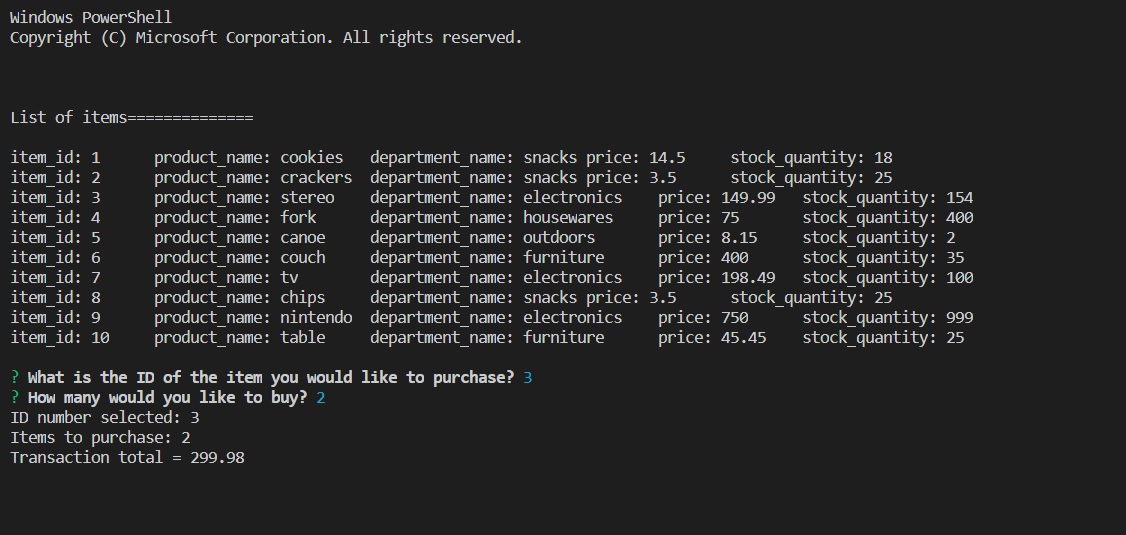 Windows PowerShell
Copyright (C) Microsoft Corporation. All rights reserved.
List of items==============
item_id: 1      product_name: cookies   department_name: snacks price: 14.5     stock_quantity: 18
item_id: 2      product_name: crackers  department_name: snacks price: 3.5      stock_quantity: 25
item_id: 3      product_name: stereo    department_name: electronics    price: 149.99   stock_quantity: 154
item_id: 4      product_name: fork      department_name: housewares     price: 75       stock_quantity: 400
item_id: 5      product_name: canoe     department_name: outdoors       price: 8.15     stock_quantity: 2
item_id: 6      product_name: couch     department_name: furniture      price: 400      stock_quantity: 35
item_id: 7      product_name: tv        department_name: electronics    price: 198.49   stock_quantity: 100
item_id: 8      product_name: chips     department_name: snacks price: 3.5      stock_quantity: 25
item_id: 9      product_name: nintendo  department_name: electronics    price: 750      stock_quantity: 999
item_id: 10     product_name: table     department_name: furniture      price: 45.45    stock_quantity: 25
? What is the ID of the item you would like to purchase? 3
? How many would you like to buy? 2
ID number selected: 3
Items to purchase: 2
Transaction total = 299.98